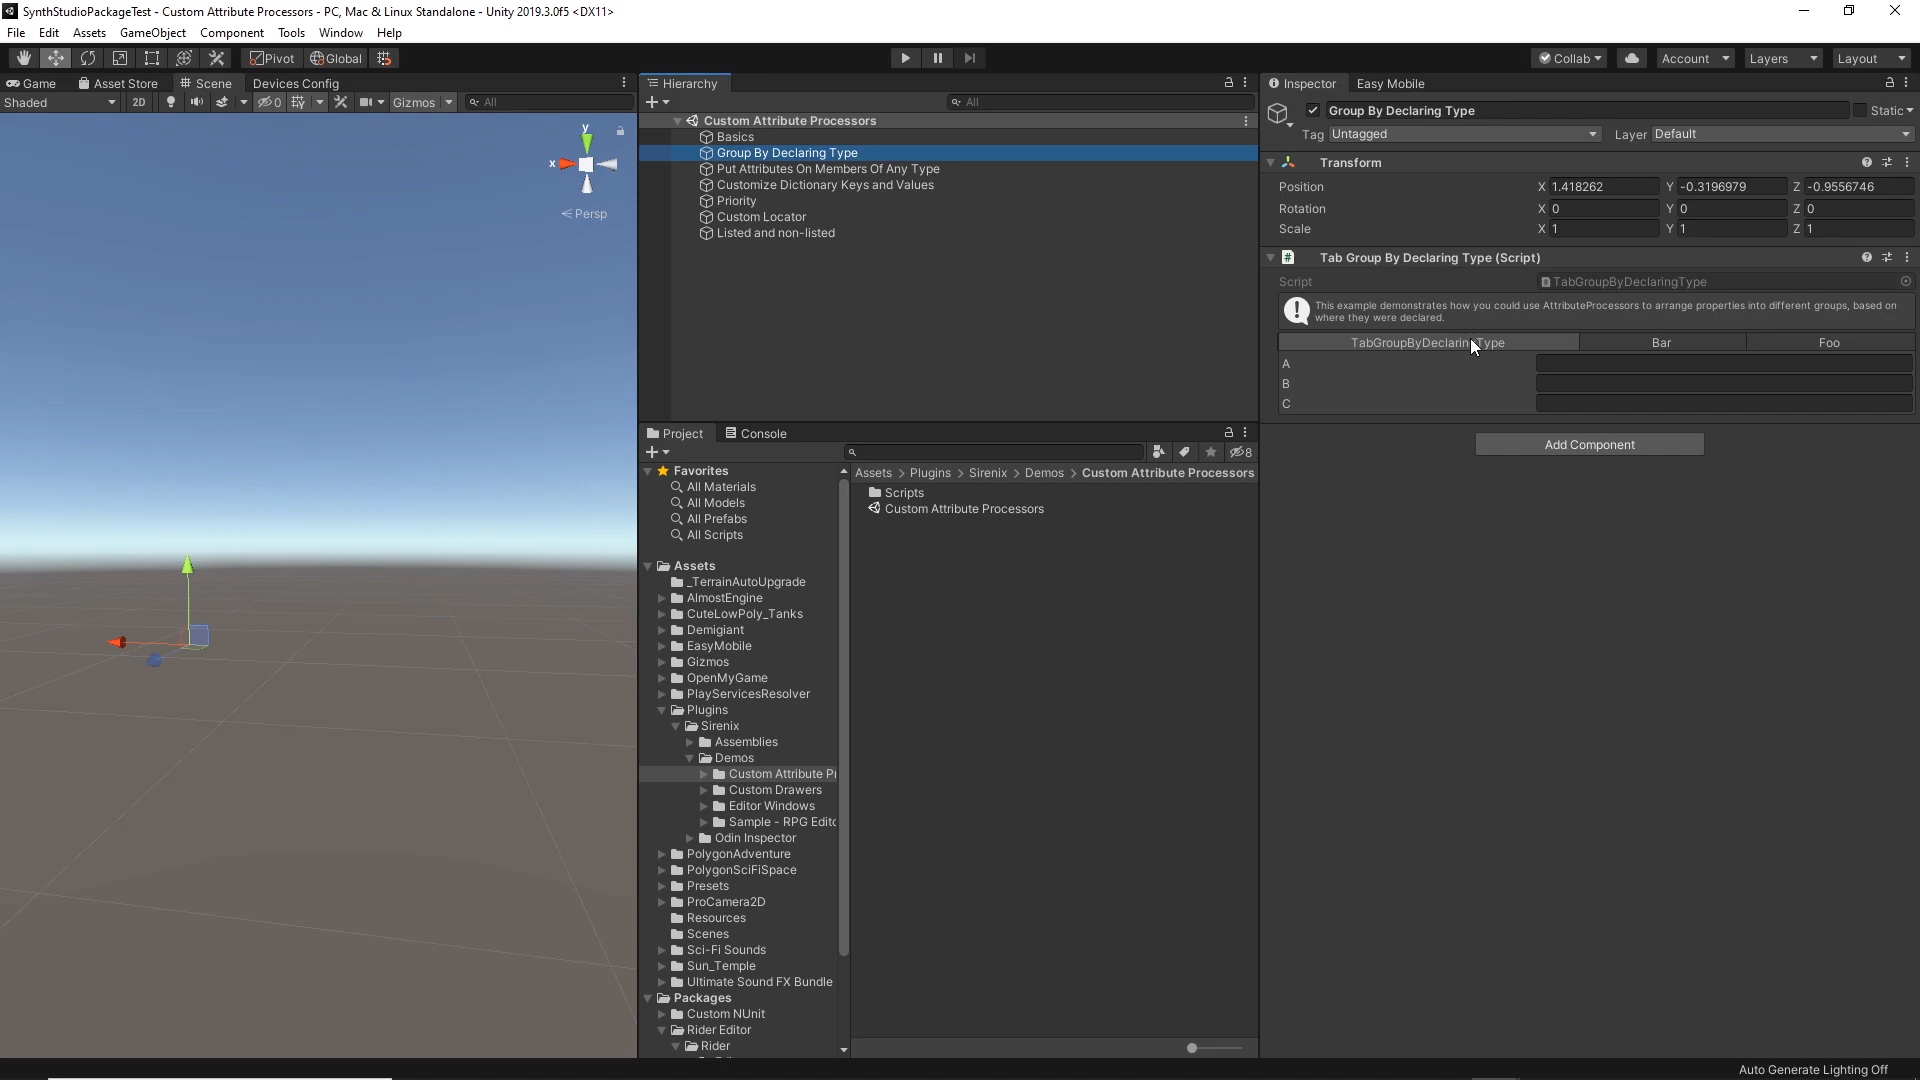 SynthStudioPackageTest - Custom Attribute Processors - PC, Mac & Linux Standalone - Unity 2019.3.0f5 <DX11>
File Edit Assets GameObject Component Tools Window Help
Pivot Global Collab Account Layers Layout
Game Asset Store Scene Devices Config
Shaded 2D 0 Gizmos All
y
x
Persp
Hierarchy
All
Custom Attribute Processors
Basics
Group By Declaring Type
Put Attributes On Members Of Any Type
Customize Dictionary Keys and Values
Priority
Custom Locator
Listed and non-listed
Project Console
8
Favorites
All Materials
All Models
All Prefabs
All Scripts
Assets
_TerrainAutoUpgrade
AlmostEngine
CuteLowPoly_Tanks
Demigiant
EasyMobile
Gizmos
OpenMyGame
PlayServicesResolver
Plugins
Sirenix
Assemblies
Demos
Custom Attribute Pr
Custom Drawers
Editor Windows
Sample - RPG Edito
Odin Inspector
PolygonAdventure
PolygonSciFiSpace
Presets
ProCamera2D
Resources
Scenes
Sci-Fi Sounds
Sun_Temple
Ultimate Sound FX Bundle
Packages
Custom NUnit
Rider Editor
Rider
Assets > Plugins > Sirenix > Demos > Custom Attribute Processors
Scripts
Custom Attribute Processors
Inspector Easy Mobile
Group By Declaring Type Static
Tag Untagged Layer Default
Transform
Position X 1.418262 Y -0.3196979 Z -0.9556746
Rotation X 0 Y 0 Z 0
Scale X 1 Y 1 Z 1
Tab Group By Declaring Type (Script)
Script TabGroupByDeclaringType
This example demonstrates how you could use AttributeProcessors to arrange properties into different groups, based on
where they were declared.
TabGroupByDeclaringType Bar Foo
A
B
C
Add Component
Auto Generate Lighting Off